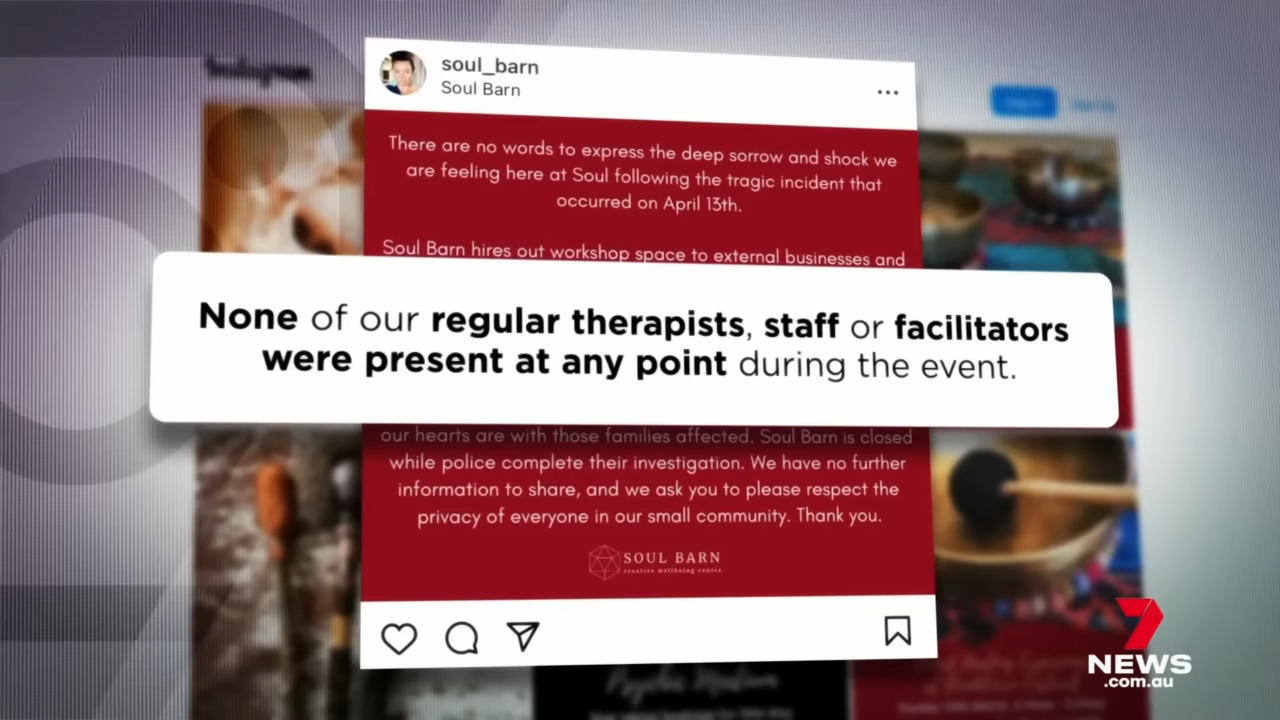 soul_barn
Soul Barn
There are no words to express the deep sorrow and shock we
are feeling here at Soul following the tragic incident that
occurred on April 13th.
Soul Barn hires out workshop space to external businesses and
None of our regular therapists, staff or facilitators
were present at any point during the event.
our hearts are with those families affected. Soul Barn is closed
while police complete their investigation. We have no further
information to share, and we ask you to please respect the
privacy of everyone in our small community. Thank you.
SOUL BARN
creative wellbeing centre
Psychic Medium
7
NEWS
.com.au